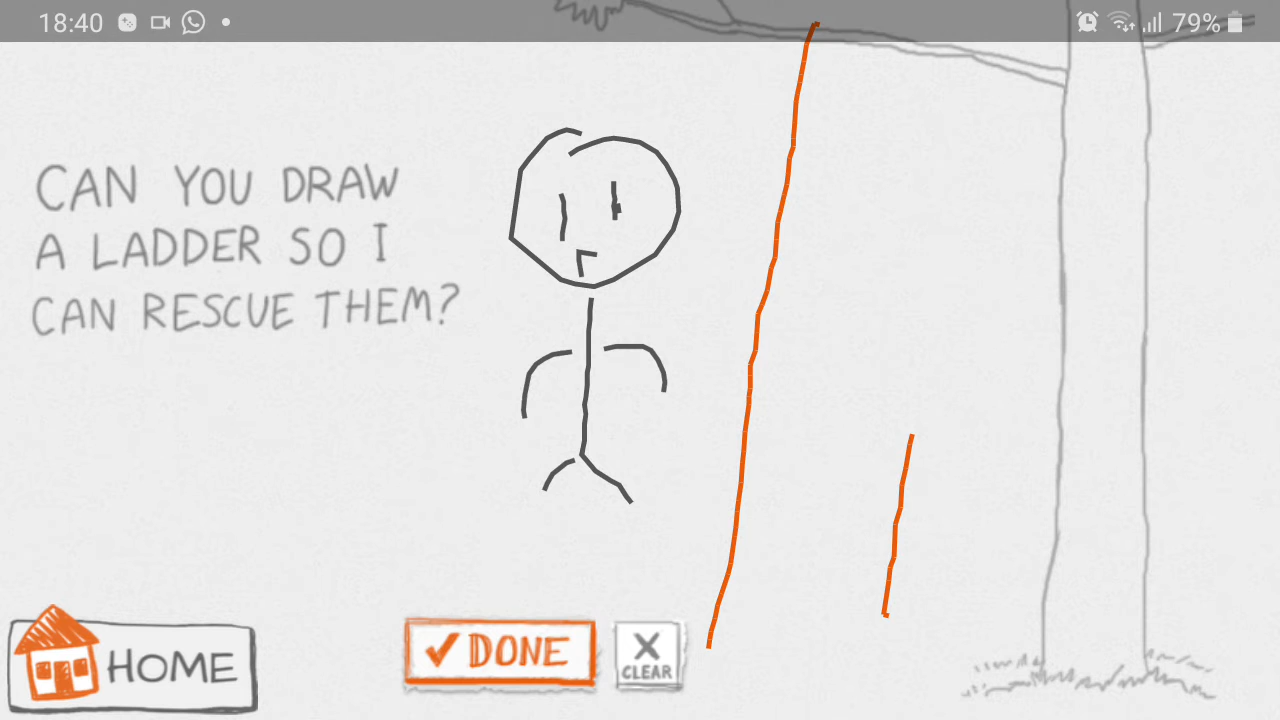 18:40
79%
CAN YOU DRAW
A LADDER SO I
CAN RESCUE THEM?
HOME
DONE
X
CLEAR